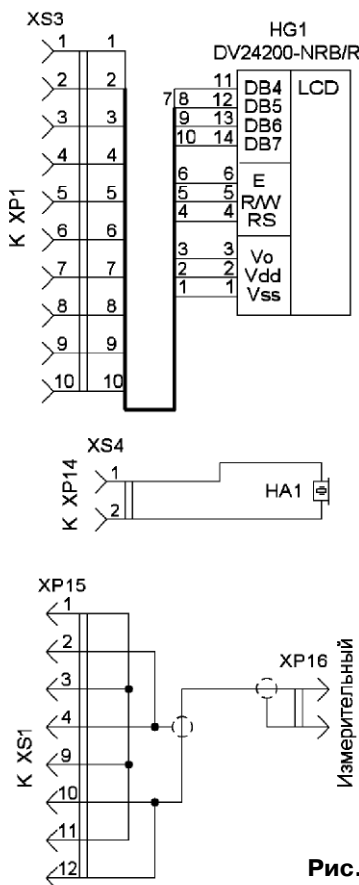 XS3
HG1
DV24200-NRB/R
К XP1
1 1
2 2
3 3
4 4
5 5
6 6
7 7
8 8
9 9
10 10
11 DB4 LCD
7 8 12 DB5
9 13 DB6
10 14 DB7
6 6 E
5 5 R/W
4 4 RS
3 3 Vo
2 2 Vdd
1 1 Vss
XS4
К XP14
1
2
HA1
XP15
К XS1
1
2
3
4
9
10
11
12
XP16
Измерительный
Рис.